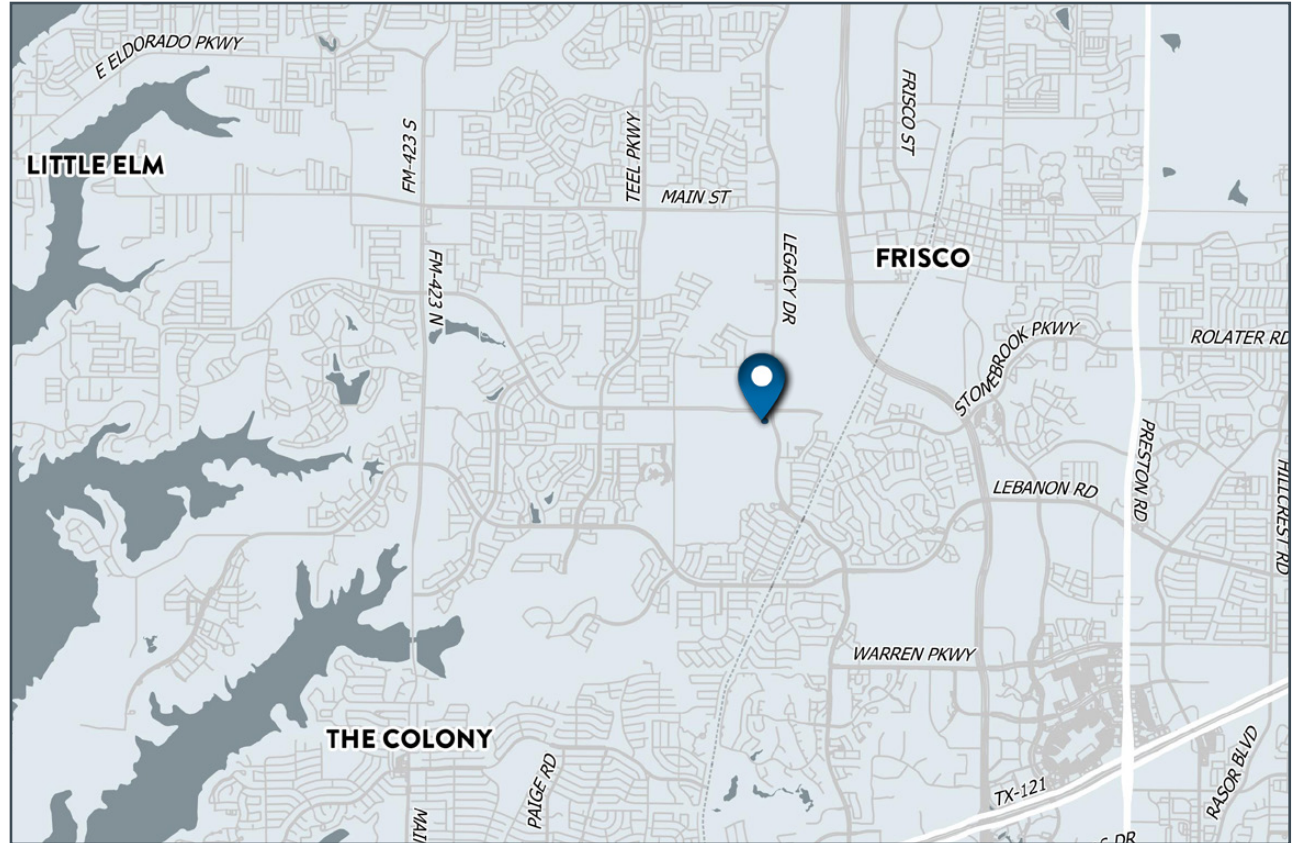 E ELDORADO PKWY
LITTLE ELM
FM-423 S
TEEL PKWY
MAIN ST
FRISCO ST
LEGACY DR
FRISCO
FM-423 N
STONEBROOK PKWY
ROLATER RD
PRESTON RD
LEBANON RD
HILLCREST RD
WARREN PKWY
THE COLONY
PAIGE RD
TX-121
RASOR BLVD
MAI